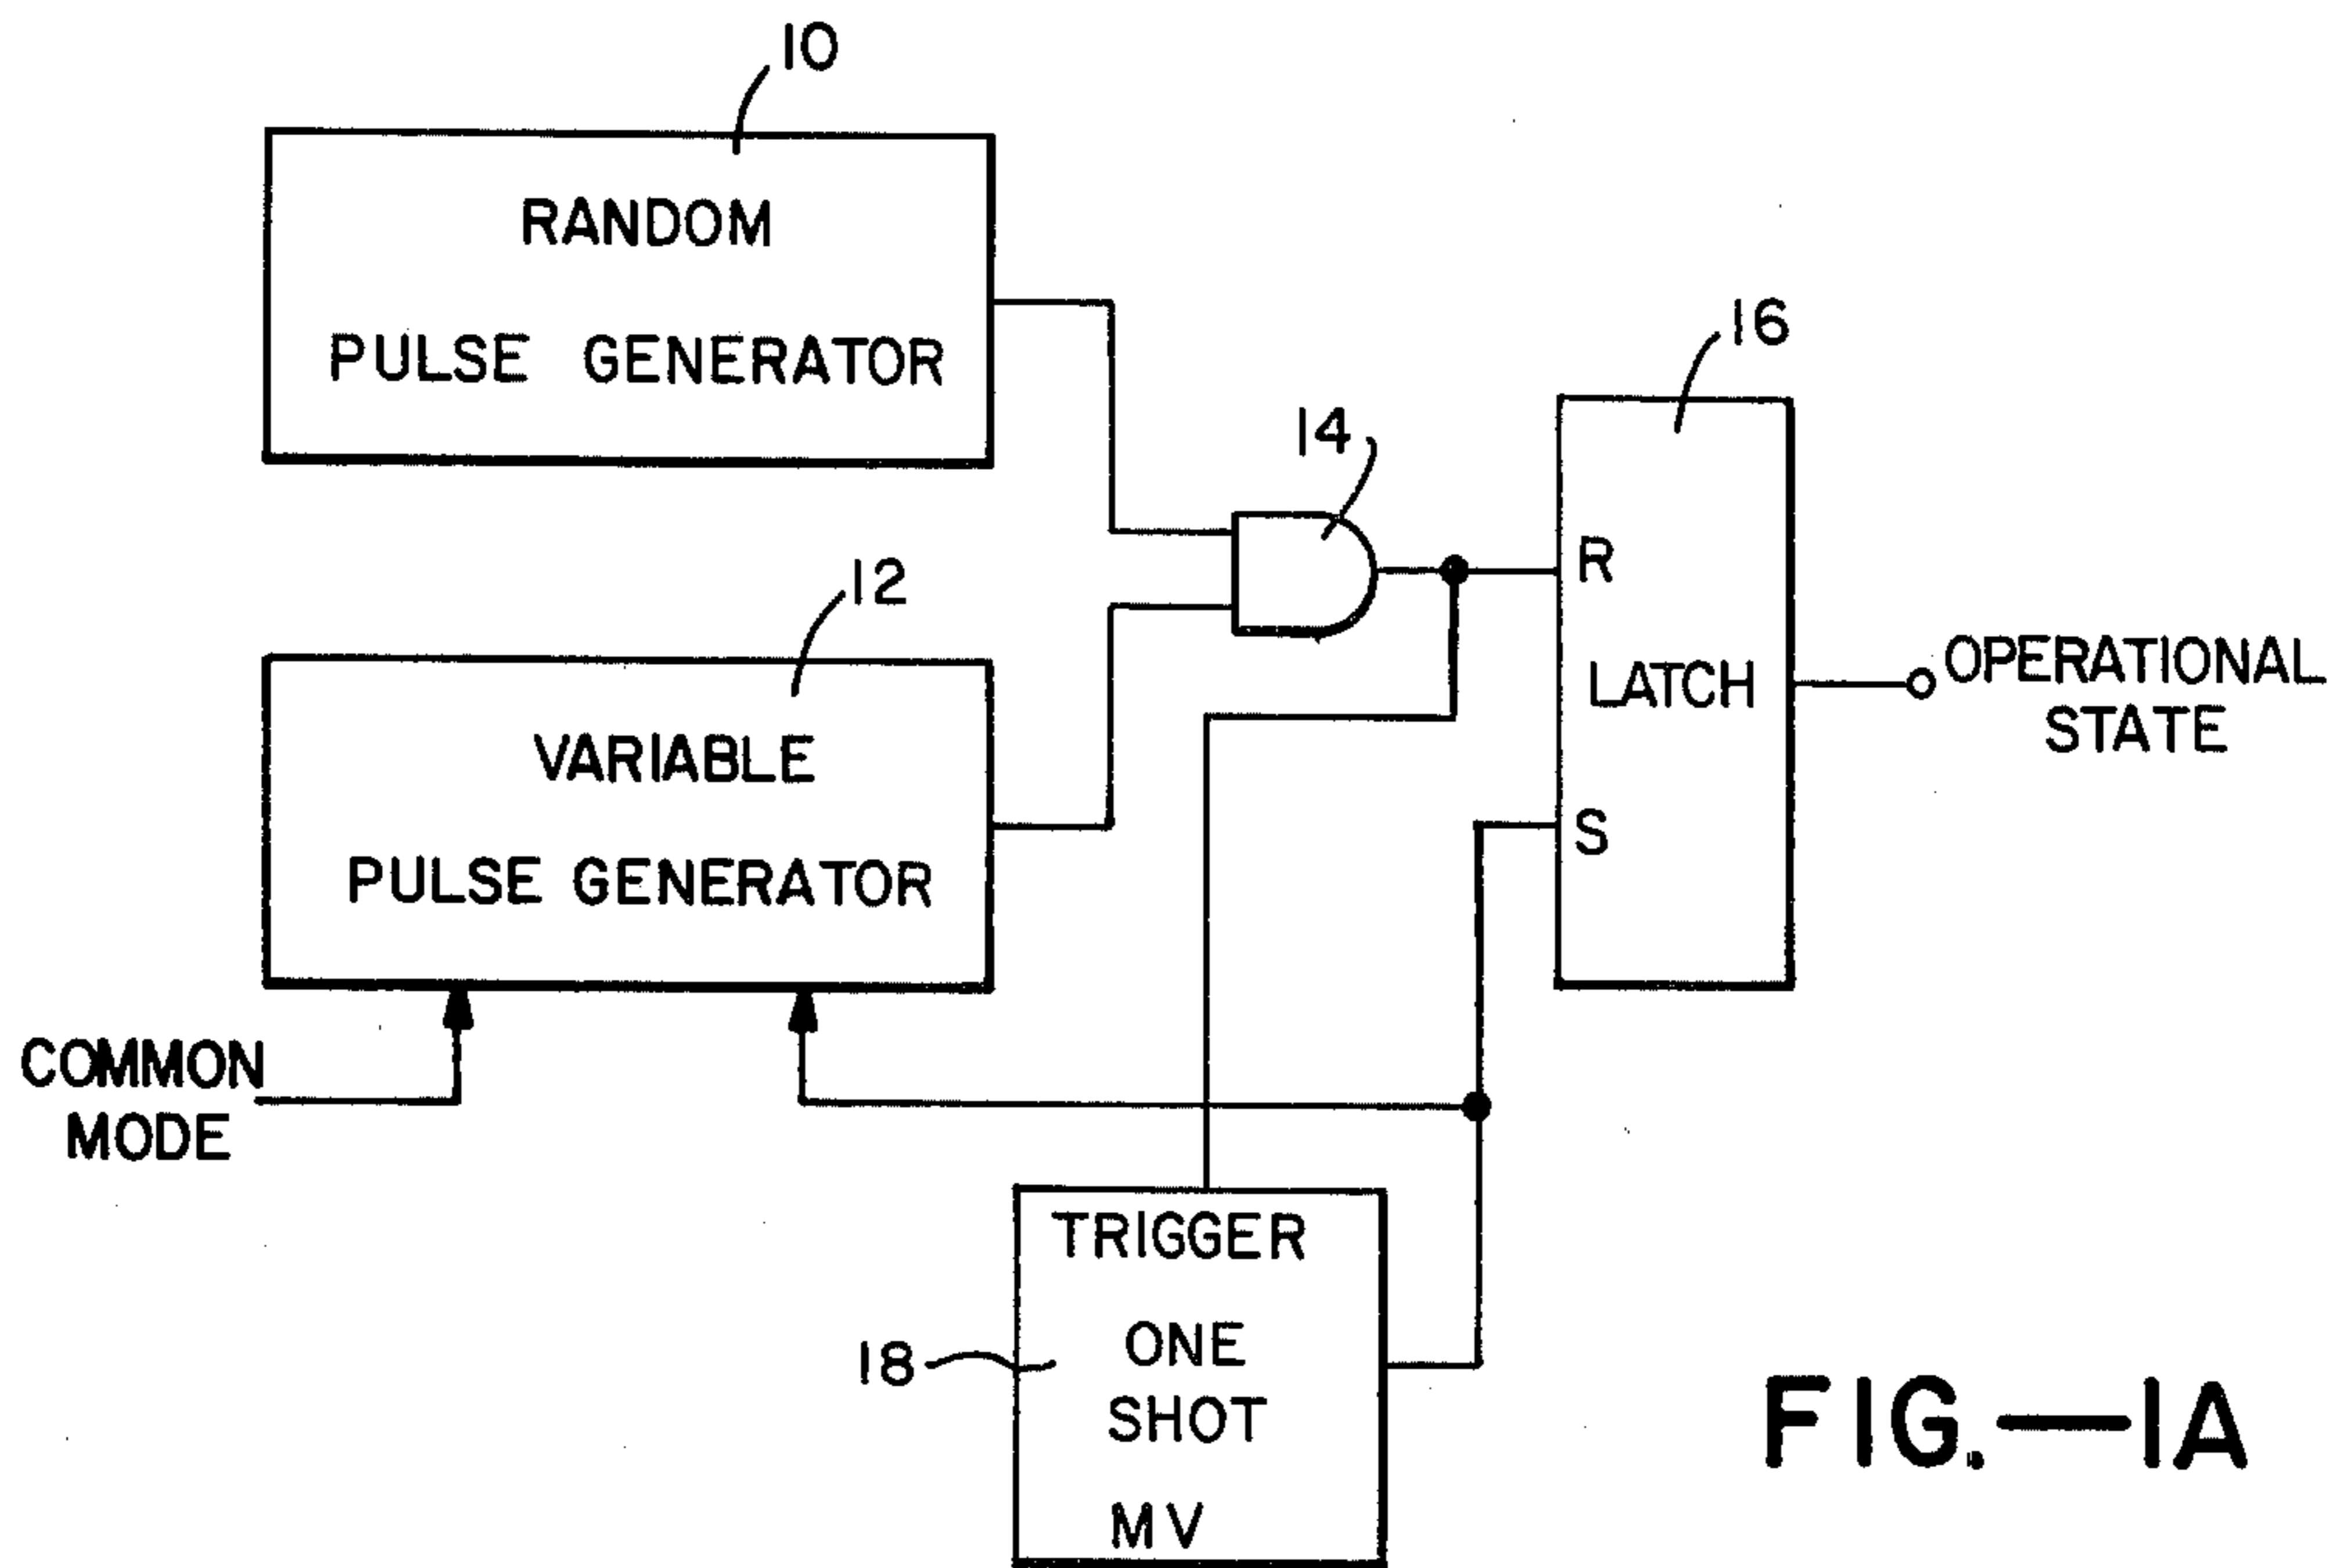 10
RANDOM
PULSE GENERATOR
16
14
R
12
OPERATIONAL
STATE
LATCH
VARIABLE
PULSE GENERATOR
S
COMMON
MODE
TRIGGER
ONE
SHOT
MV
18
FIG.—1A